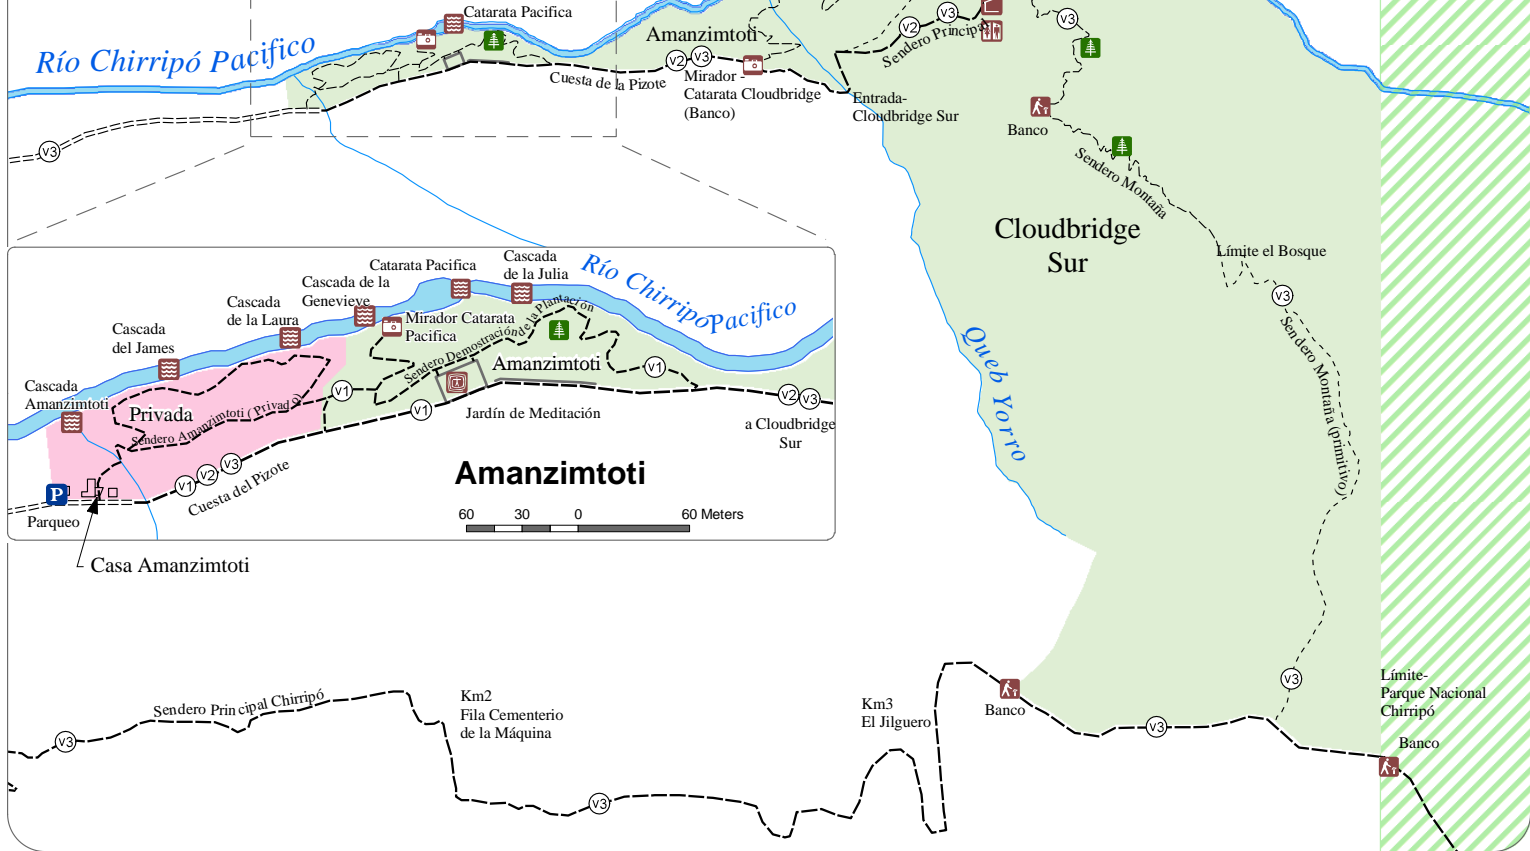 Catarata Pacifica
Río Chirripó Pacifico
Amanzimtoti
v2
v3
Cuesta de la Pizote
Mirador -
Catarata Cloudbridge
(Banco)
v2
v3
Sendero Principal
v3
Entrada-
Cloudbridge Sur
Banco
Sendero Montaña
v3
Cloudbridge
Sur
Límite el Bosque
v3
Sendero Montaña (primitivo)
Queb Yorro
Cascada
de la Julia
Catarata Pacifica
Río Chirripo Pacifico
Cascada de la
Genevieve
Cascada
de la Laura
Mirador Catarata
Pacifica
Sendero Demostración de la Plantación
Cascada
del James
Amanzimtoti
v1
v1
v1
v2
v3
Cascada
Amanzimtoti
Privada
Sendero Amanzimtoti (Privado)
Jardín de Meditación
a Cloudbridge
Sur
v1
v2
v3
Cuesta del Pizote
Amanzimtoti
P
Parqueo
60 30 0 60 Meters
Casa Amanzimtoti
v3
Sendero Principal Chirripó
Km2
Fila Cementerio
de la Máquina
v3
Km3
El Jilguero
Banco
v3
v3
Límite-
Parque Nacional
Chirripó
Banco